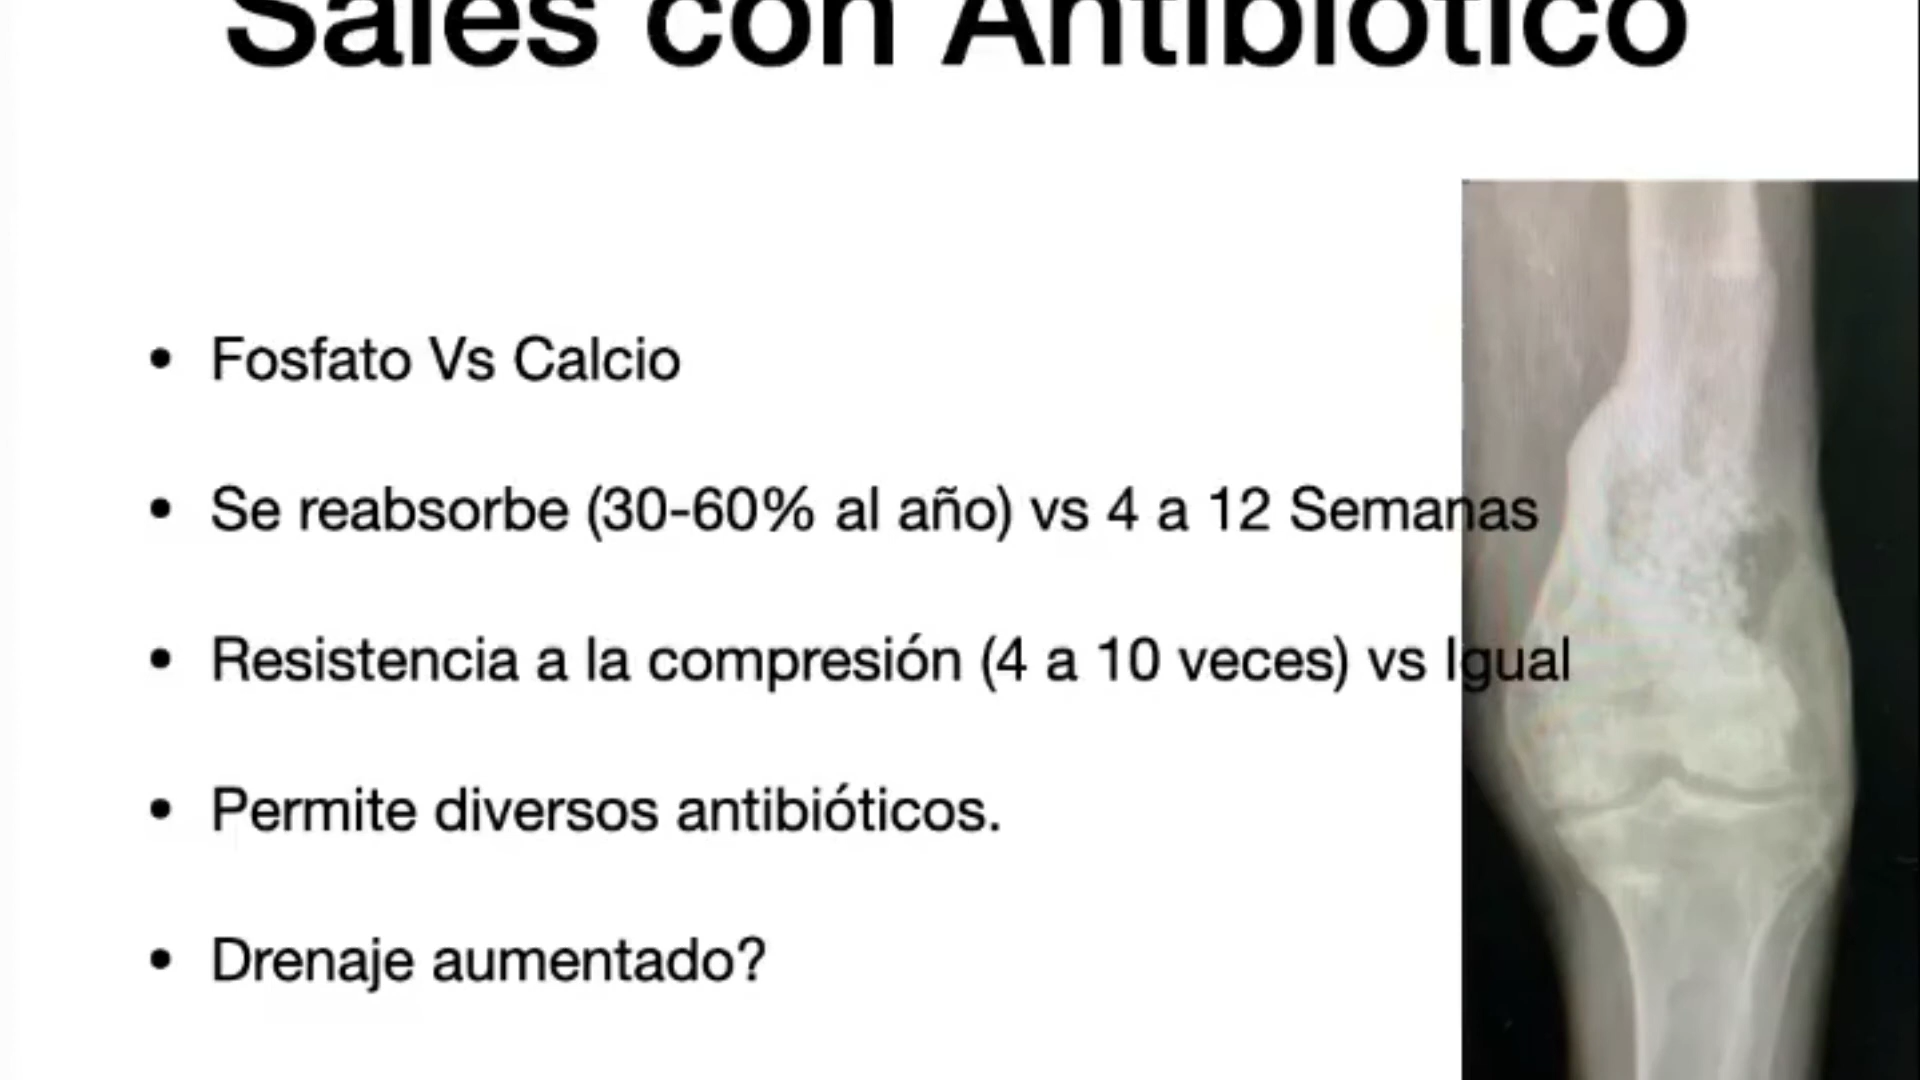 Sales con Antibiótico
• Fosfato Vs Calcio
• Se reabsorbe (30-60% al año) vs 4 a 12 Semanas
• Resistencia a la compresión (4 a 10 veces) vs Igual
• Permite diversos antibióticos.
• Drenaje aumentado?